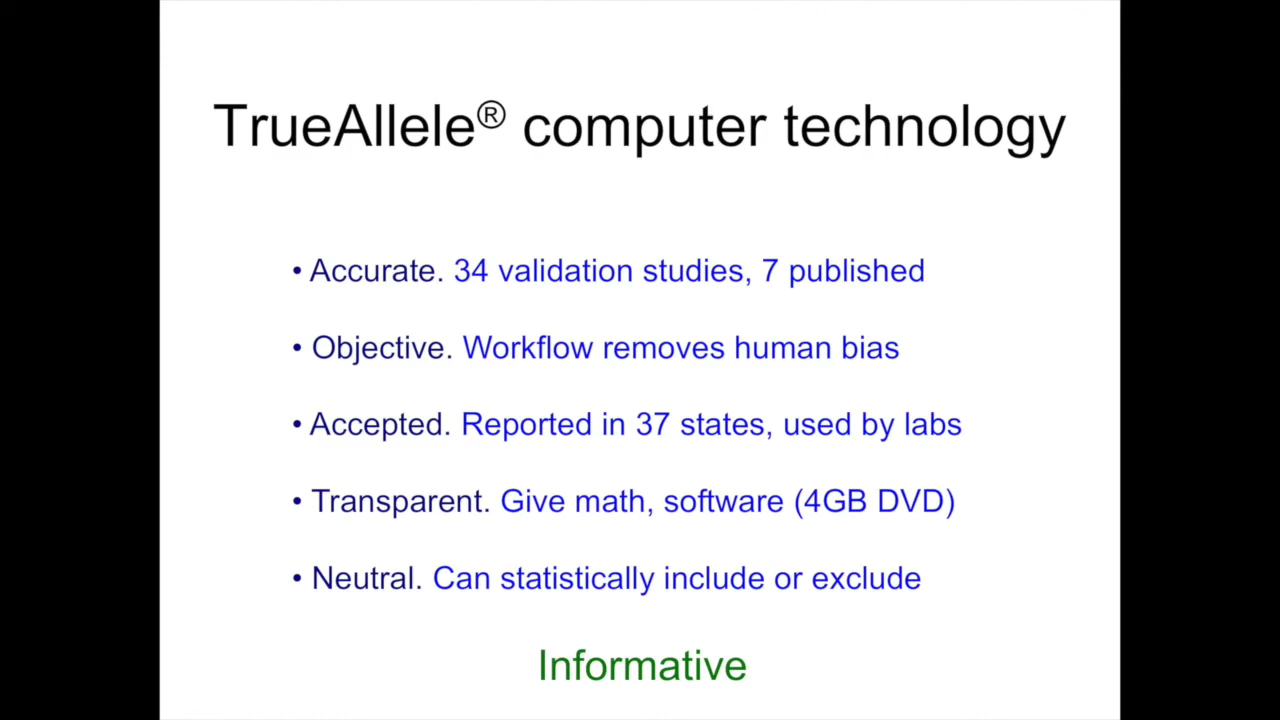 TrueAllele® computer technology
• Accurate. 34 validation studies, 7 published
• Objective. Workflow removes human bias
• Accepted. Reported in 37 states, used by labs
• Transparent. Give math, software (4GB DVD)
• Neutral. Can statistically include or exclude
Informative